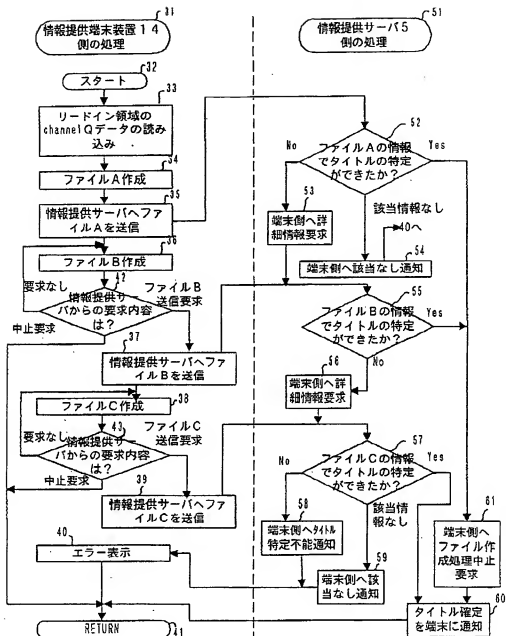 31
情報提供端末装置14
側の処理
32
スタート
33
リードイン領域の
channelQデータの読み
込み
34
ファイルA作成
35
情報提供サーバへファ
イルAを送信
36
ファイルB作成
42
要求なし
情報提供サー
バからの要求内容
は？
ファイルB
送信要求
中止要求
37
情報提供サーバへファ
イルBを送信
38
ファイルC作成
43
要求なし
情報提供サー
バからの要求内容
は？
ファイルC
送信要求
中止要求
39
情報提供サーバへファ
イルCを送信
40
エラー表示
RETURN
41
51
情報提供サーバ5
側の処理
52
No
ファイルAの情報
でタイトルの特定
ができたか？
Yes
53
端末側へ詳
細情報要求
該当情報なし
40へ
54
端末側へ該当なし通知
55
ファイルBの情報
でタイトルの特定
ができたか？
Yes
No
56
端末側へ詳
細情報要求
57
No
ファイルCの情報
でタイトルの特定
ができたか？
Yes
58
端末側へタイトル
特定不能通知
該当情
報なし
59
端末側へ該
当なし通知
61
端末側へ
ファイル作
成処理中止
要求
60
タイトル確定
を端末に通知